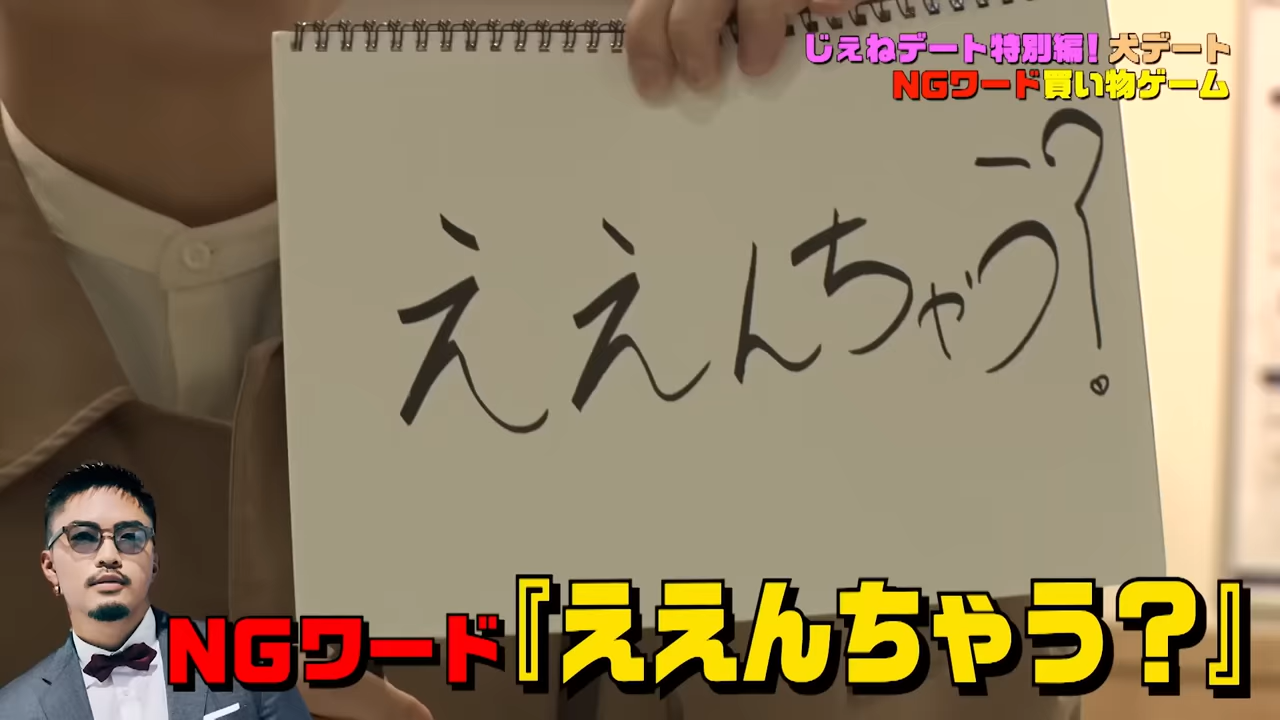 じぇねデート特別編！犬デート
NGワード買い物ゲーム
ええんちゃうー？
NGワード『ええんちゃう？』